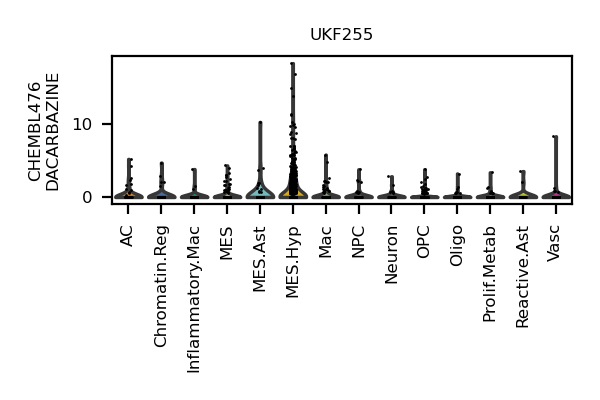 UKF255
CHEMBL476
DACARBAZINE
10
0
AC
Chromatin.Reg
Inflammatory.Mac
MES
MES.Ast
MES.Hyp
Mac
NPC
Neuron
OPC
Oligo
Prolif.Metab
Reactive.Ast
Vasc